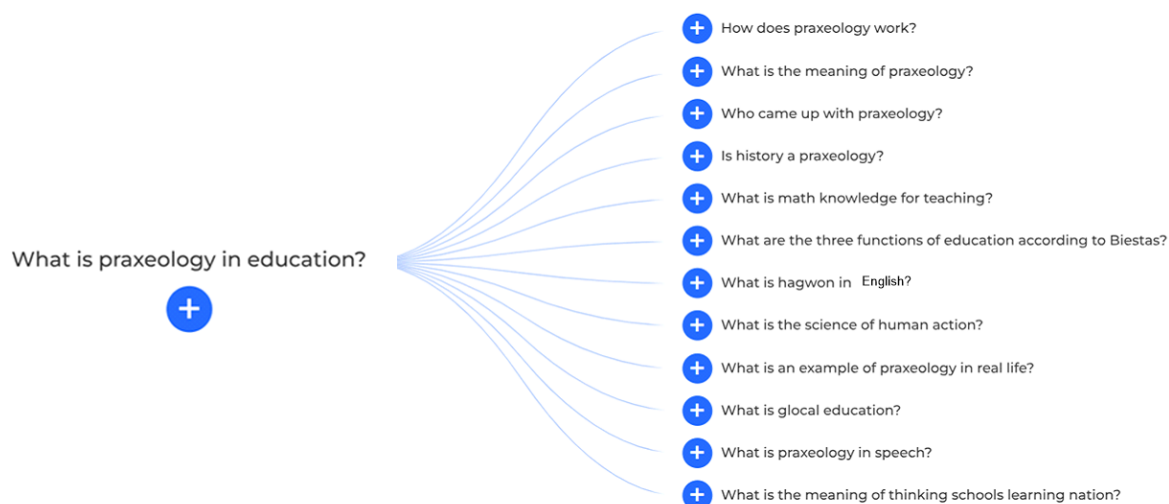 What is praxeology in education?
How does praxeology work?
What is the meaning of praxeology?
Who came up with praxeology?
Is history a praxeology?
What is math knowledge for teaching?
What are the three functions of education according to Biestas?
What is hagwon in English?
What is the science of human action?
What is an example of praxeology in real life?
What is glocal education?
What is praxeology in speech?
What is the meaning of thinking schools learning nation?